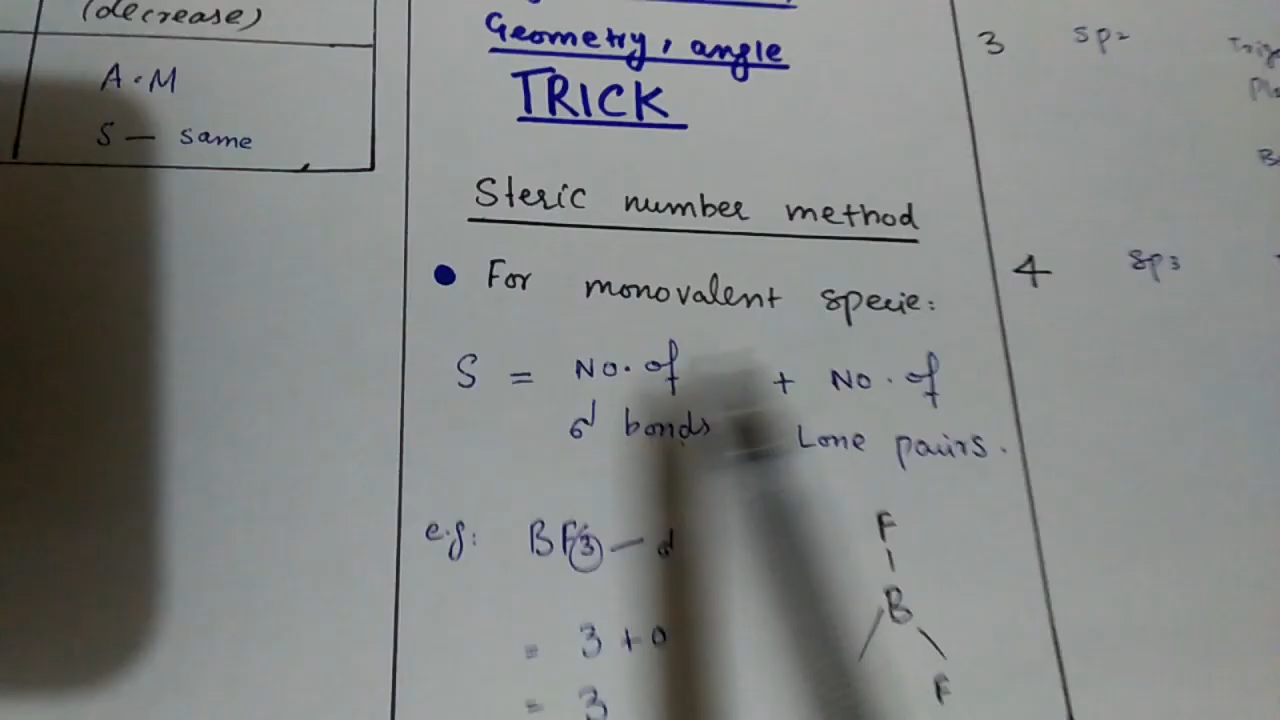 (decrease)
A.M
S — same
Geometry, angle
TRICK
Steric number method
• For monovalent specie:
S = No. of + No. of
σ bonds Lone pairs.
e.g: BF3 — σ
= 3 + 0
= 3
F
B
F
3 sp2
4 sp3